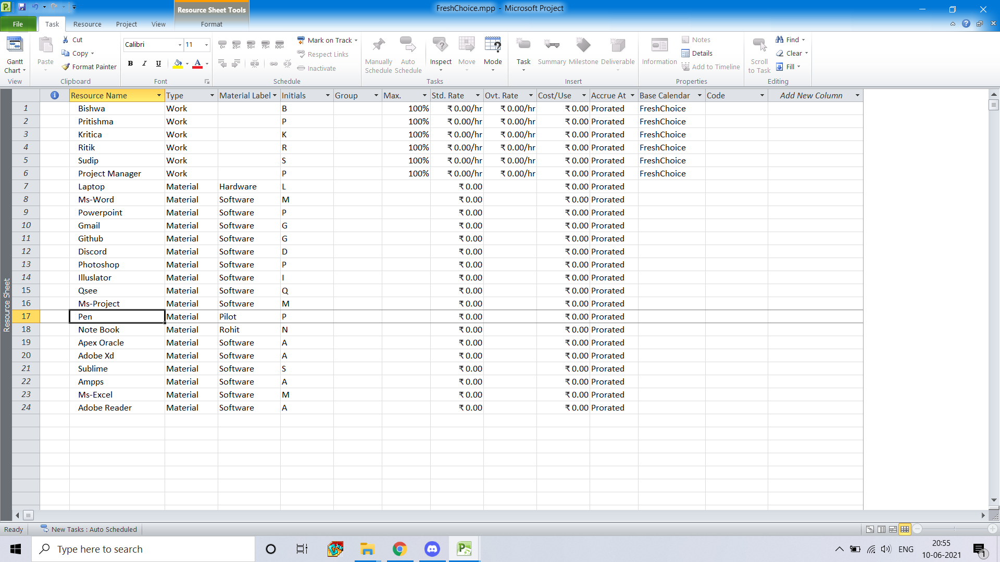 FreshChoice.mpp - Microsoft Project
Resource Sheet Tools
File Task Resource Project View Format
Gantt Chart
View
Paste
Cut
Copy
Format Painter
Clipboard
Calibri 11
B I U A
Font
0% 25% 50% 75% 100%
Mark on Track
Respect Links
Inactivate
Schedule
Manually Schedule
Auto Schedule
Inspect
Move
Mode
Tasks
Task
Summary
Milestone
Deliverable
Insert
Information
Notes
Details
Add to Timeline
Properties
Scroll to Task
Find
Clear
Fill
Editing
Resource Name Type Material Label Initials Group Max. Std. Rate Ovt. Rate Cost/Use Accrue At Base Calendar Code Add New Column
1 Bishwa Work B 100% ₹ 0.00/hr ₹ 0.00/hr ₹ 0.00 Prorated FreshChoice
2 Pritishma Work P 100% ₹ 0.00/hr ₹ 0.00/hr ₹ 0.00 Prorated FreshChoice
3 Kritica Work K 100% ₹ 0.00/hr ₹ 0.00/hr ₹ 0.00 Prorated FreshChoice
4 Ritik Work R 100% ₹ 0.00/hr ₹ 0.00/hr ₹ 0.00 Prorated FreshChoice
5 Sudip Work S 100% ₹ 0.00/hr ₹ 0.00/hr ₹ 0.00 Prorated FreshChoice
6 Project Manager Work P 100% ₹ 0.00/hr ₹ 0.00/hr ₹ 0.00 Prorated FreshChoice
7 Laptop Material Hardware L ₹ 0.00 ₹ 0.00 Prorated
8 Ms-Word Material Software M ₹ 0.00 ₹ 0.00 Prorated
9 Powerpoint Material Software P ₹ 0.00 ₹ 0.00 Prorated
10 Gmail Material Software G ₹ 0.00 ₹ 0.00 Prorated
11 Github Material Software G ₹ 0.00 ₹ 0.00 Prorated
12 Discord Material Software D ₹ 0.00 ₹ 0.00 Prorated
13 Photoshop Material Software P ₹ 0.00 ₹ 0.00 Prorated
14 Illuslator Material Software I ₹ 0.00 ₹ 0.00 Prorated
15 Qsee Material Software Q ₹ 0.00 ₹ 0.00 Prorated
16 Ms-Project Material Software M ₹ 0.00 ₹ 0.00 Prorated
17 Pen Material Pilot P ₹ 0.00 ₹ 0.00 Prorated
18 Note Book Material Rohit N ₹ 0.00 ₹ 0.00 Prorated
19 Apex Oracle Material Software A ₹ 0.00 ₹ 0.00 Prorated
20 Adobe Xd Material Software A ₹ 0.00 ₹ 0.00 Prorated
21 Sublime Material Software S ₹ 0.00 ₹ 0.00 Prorated
22 Ampps Material Software A ₹ 0.00 ₹ 0.00 Prorated
23 Ms-Excel Material Software M ₹ 0.00 ₹ 0.00 Prorated
24 Adobe Reader Material Software A ₹ 0.00 ₹ 0.00 Prorated
Resource Sheet
Ready New Tasks : Auto Scheduled
Type here to search
ENG
20:55
10-06-2021
1